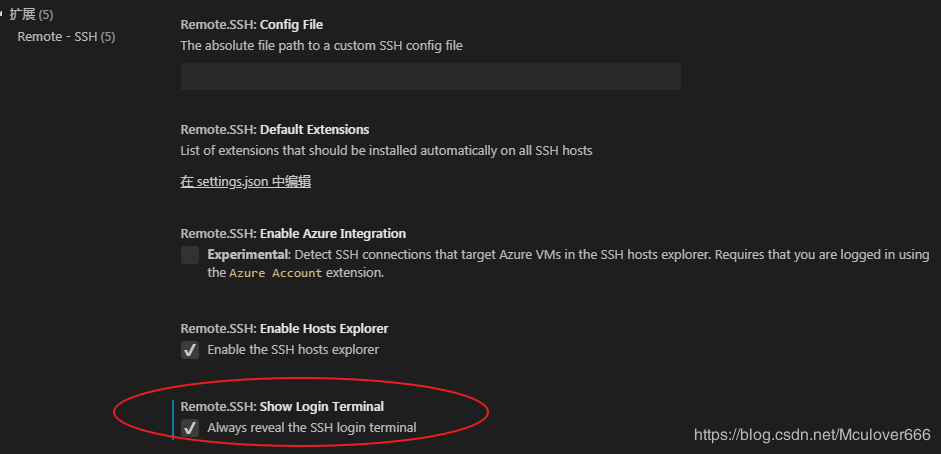 扩展 (5)
Remote - SSH (5)
Remote.SSH: Config File
The absolute file path to a custom SSH config file
Remote.SSH: Default Extensions
List of extensions that should be installed automatically on all SSH hosts
在 settings.json 中编辑
Remote.SSH: Enable Azure Integration
Experimental: Detect SSH connections that target Azure VMs in the SSH hosts explorer. Requires that you are logged in using
the Azure Account extension.
Remote.SSH: Enable Hosts Explorer
Enable the SSH hosts explorer
Remote.SSH: Show Login Terminal
Always reveal the SSH login terminal
https://blog.csdn.net/Mculover666